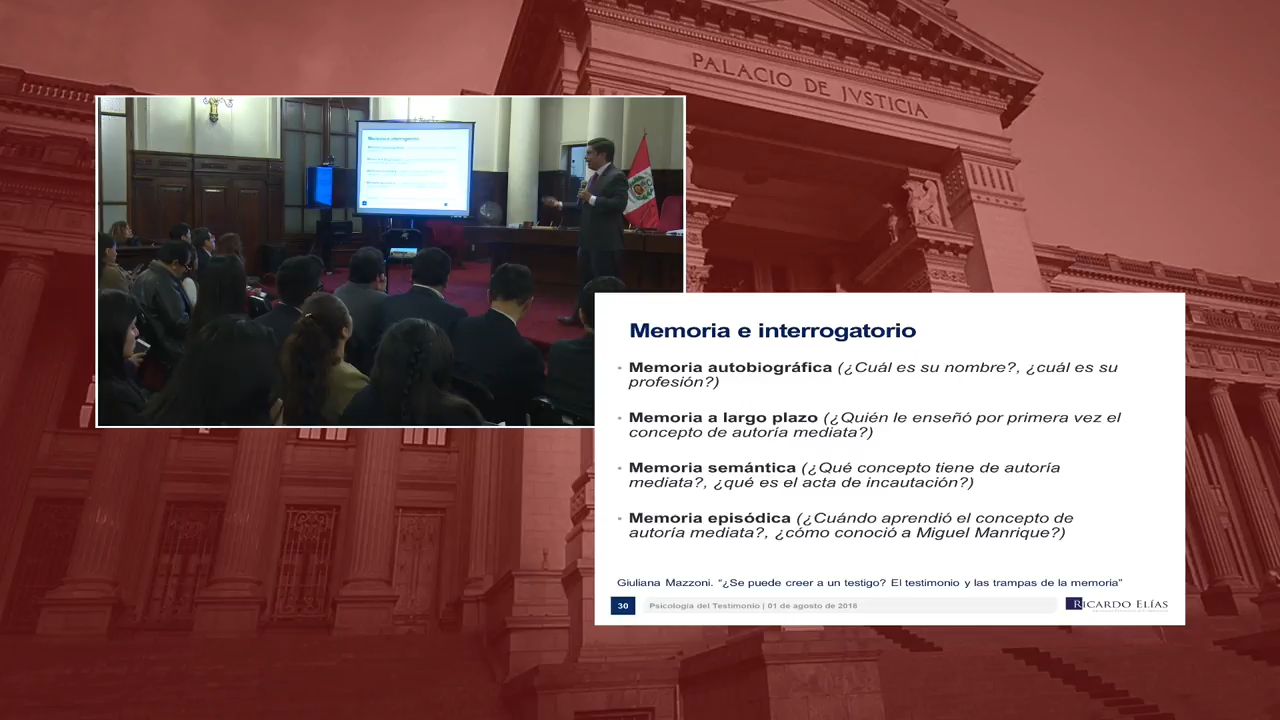 PALACIO DE JVSTICIA
Memoria e interrogatorio
Memoria autobiográfica (¿Cuál es su nombre?, ¿cuál es su
profesión?)
Memoria a largo plazo (¿Quién le enseñó por primera vez el
concepto de autoría mediata?)
Memoria semántica (¿Qué concepto tiene de autoría
mediata?, ¿qué es el acta de incautación?)
Memoria episódica (¿Cuándo aprendió el concepto de
autoría mediata?, ¿cómo conoció a Miguel Manrique?)
Giuliana Mazzoni. "¿Se puede creer a un testigo? El testimonio y las trampas de la memoria"
30
Psicología del Testimonio | 01 de agosto de 2018
RICARDO ELÍAS
Memoria e interrogatorio